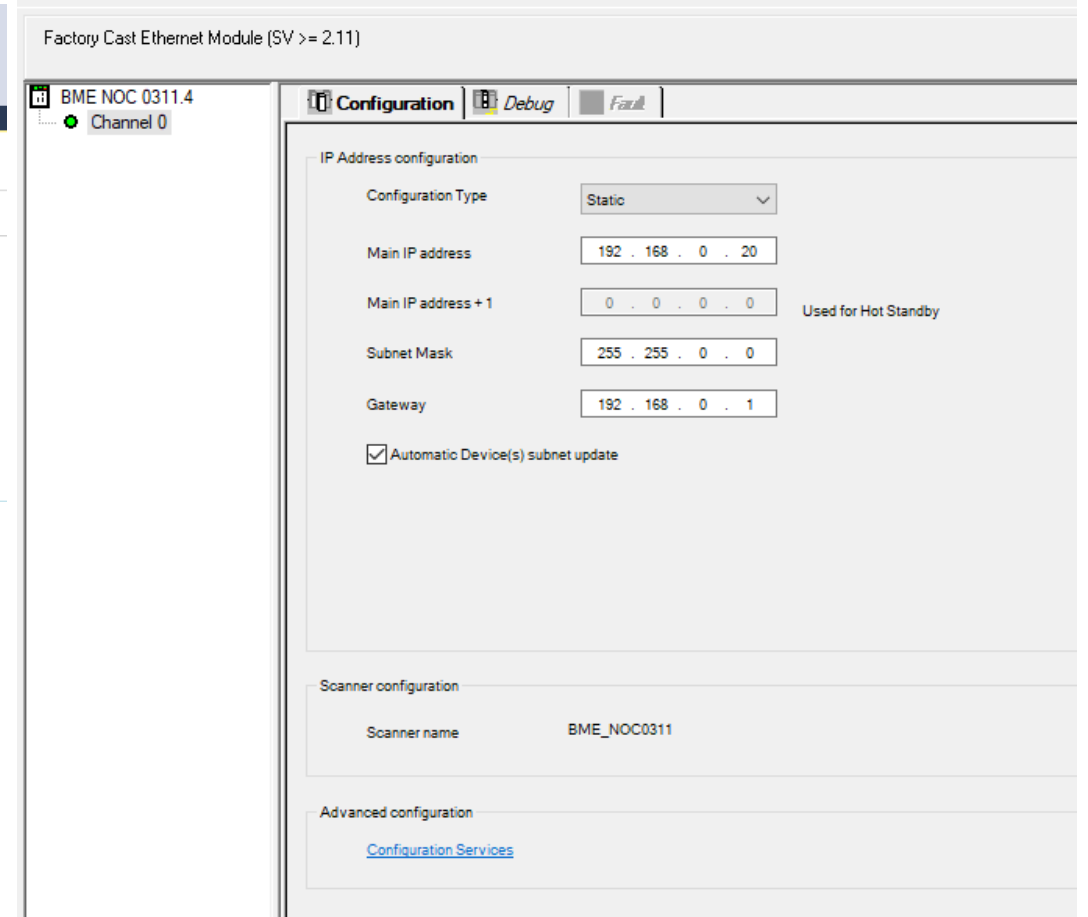 Factory Cast Ethernet Module (SV >= 2.11)
BME NOC 0311.4
Channel 0
Configuration Debug Fault
IP Address configuration
Configuration Type Static
Main IP address 192 . 168 . 0 . 20
Main IP address + 1 0 . 0 . 0 . 0 Used for Hot Standby
Subnet Mask 255 . 255 . 0 . 0
Gateway 192 . 168 . 0 . 1
Automatic Device(s) subnet update
Scanner configuration
Scanner name BME_NOC0311
Advanced configuration
Configuration Services